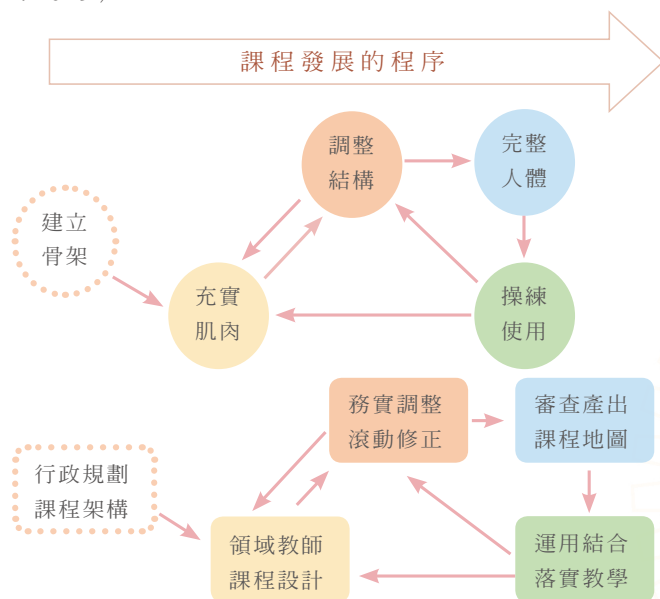 課程發展的程序
調整
結構
完整
人體
建立
骨架
充實
肌肉
操練
使用
務實調整
滾動修正
審查產出
課程地圖
行政規劃
課程架構
領域教師
課程設計
運用結合
落實教學